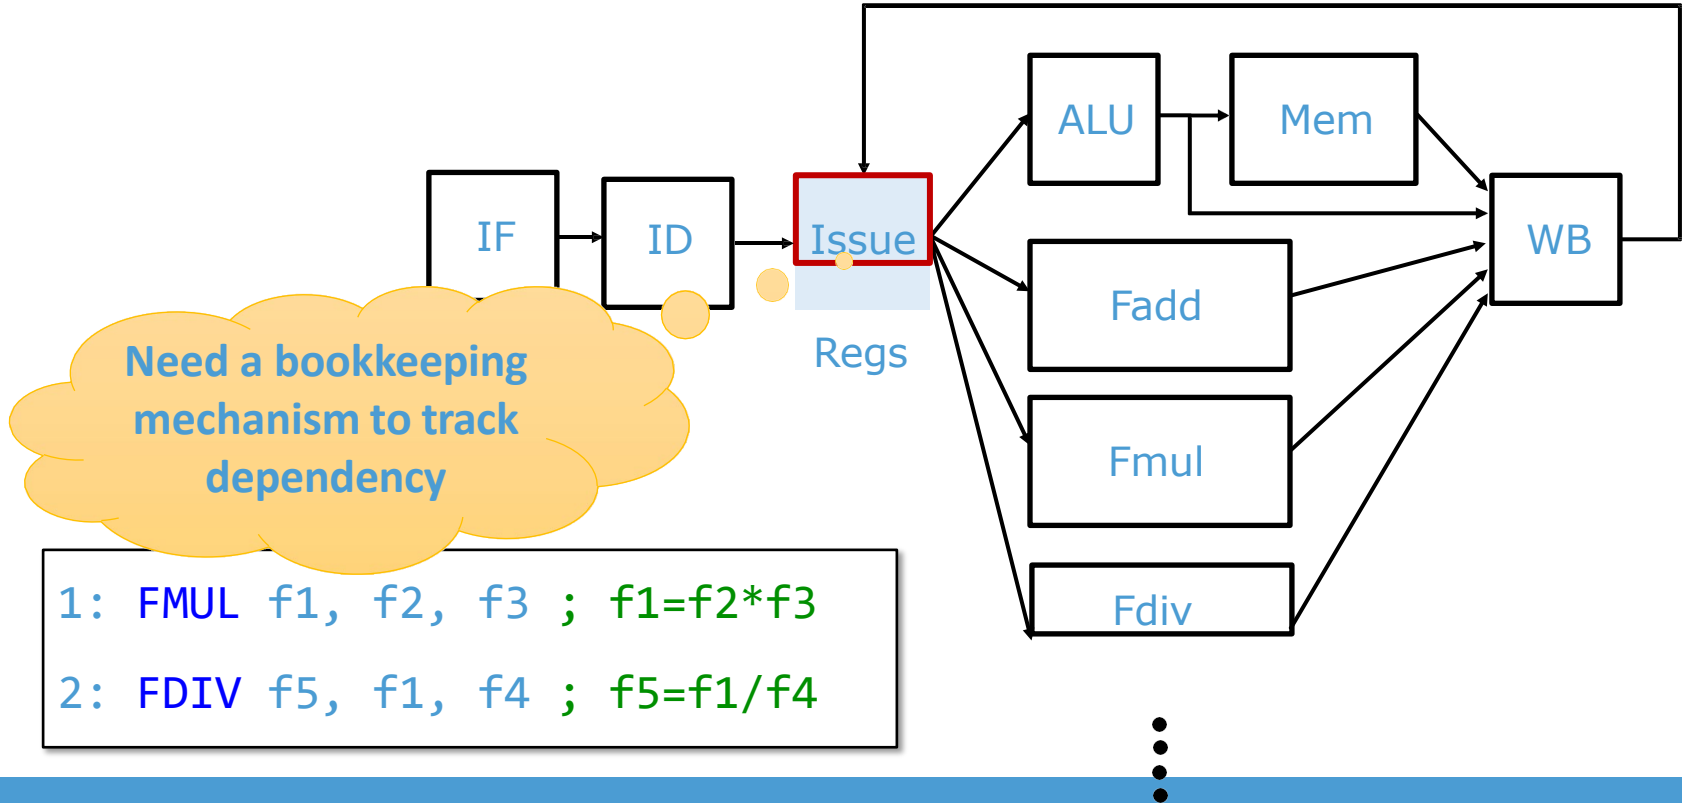 ALU
Mem
IF
ID
Issue
WB
Fadd
Regs
Need a bookkeeping
mechanism to track
dependency
Fmul
Fdiv
1: FMUL f1, f2, f3 ; f1=f2*f3
2: FDIV f5, f1, f4 ; f5=f1/f4